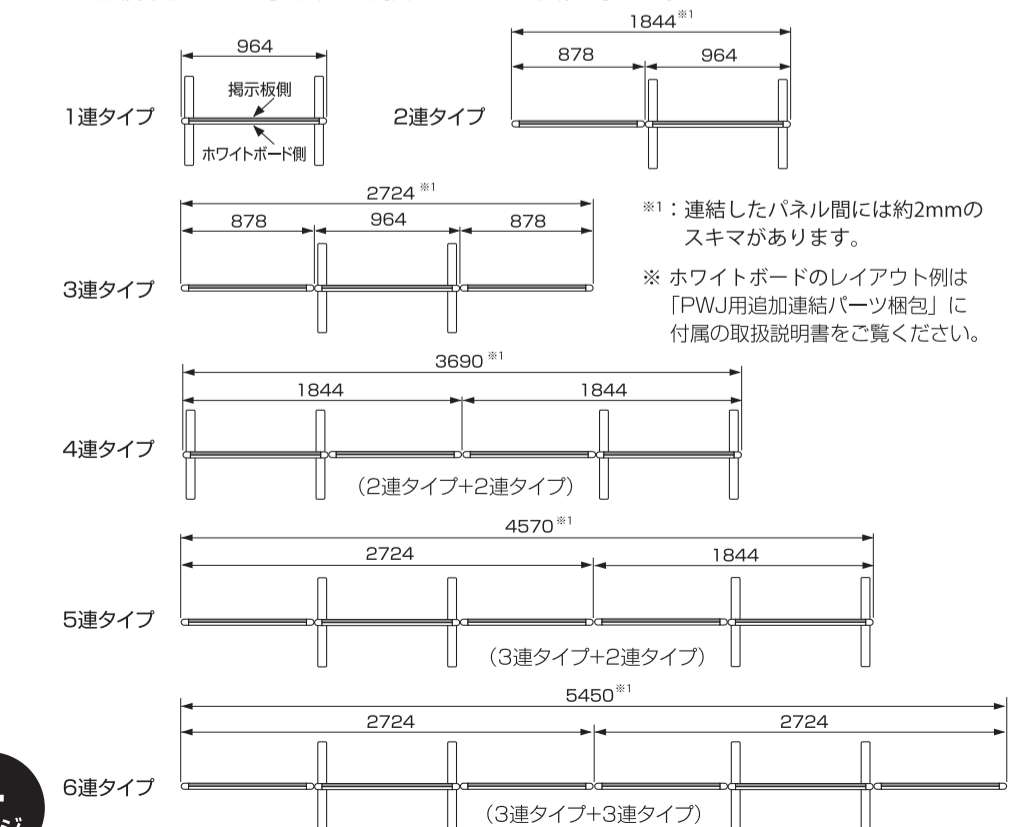 1連タイプ
964
掲示板側
ホワイトボード側
2連タイプ
1844※1
878
964
3連タイプ
2724 ※1
878
964
878
※1：連結したパネル間には約2mmの
スキマがあります。
※ ホワイトボードのレイアウト例は
「PWJ用追加連結パーツ梱包」に
付属の取扱説明書をご覧ください。
4連タイプ
3690 ※1
1844
1844
（2連タイプ+2連タイプ）
5連タイプ
4570※1
2724
1844
（3連タイプ+2連タイプ）
6連タイプ
5450※1
2724
2724
（3連タイプ+3連タイプ）